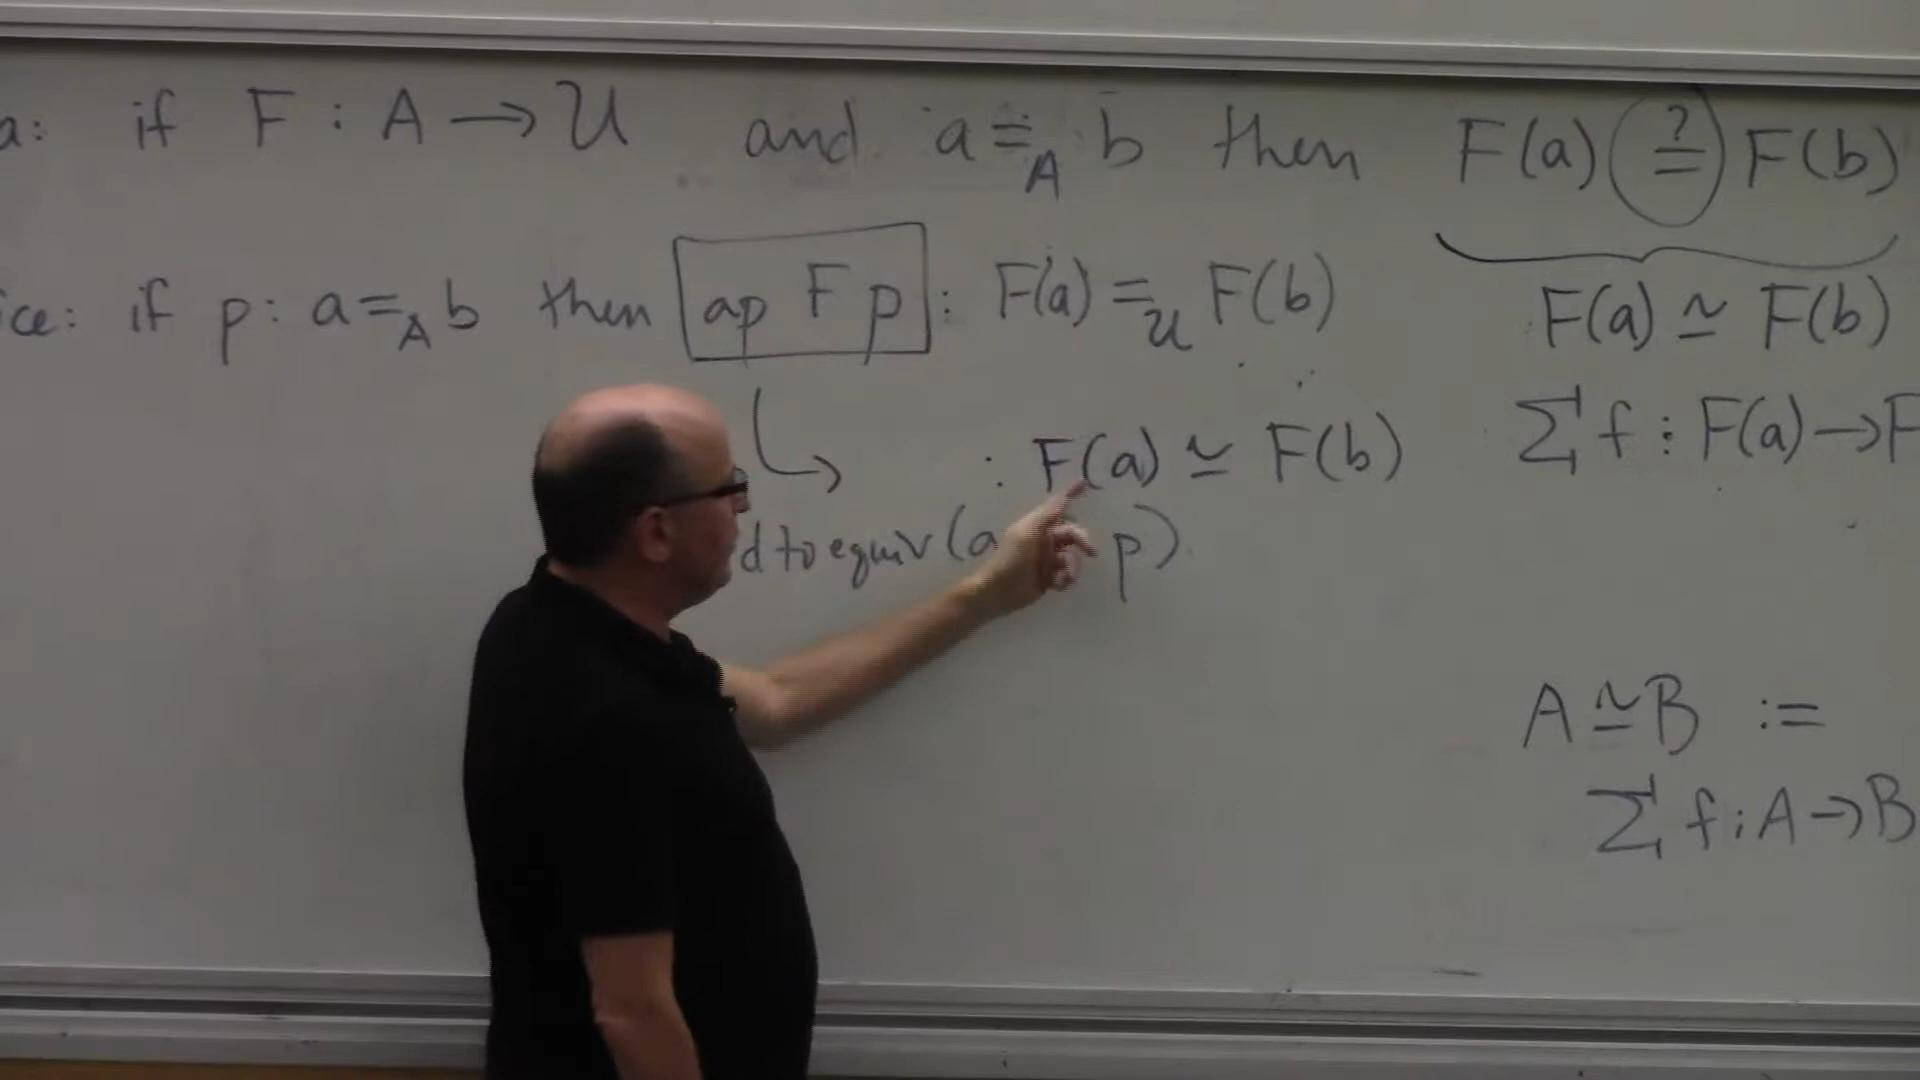 a: if F : A → U and a =_A b then F(a) ≟ F(b)
ice: if p : a =_A b then ap F p : F(a) =_U F(b)
F(a) ≃ F(b)
: F(a) ≃ F(b)
Σ f : F(a) → F
d to equiv (a p)
A ≃ B :=
Σ f : A → B